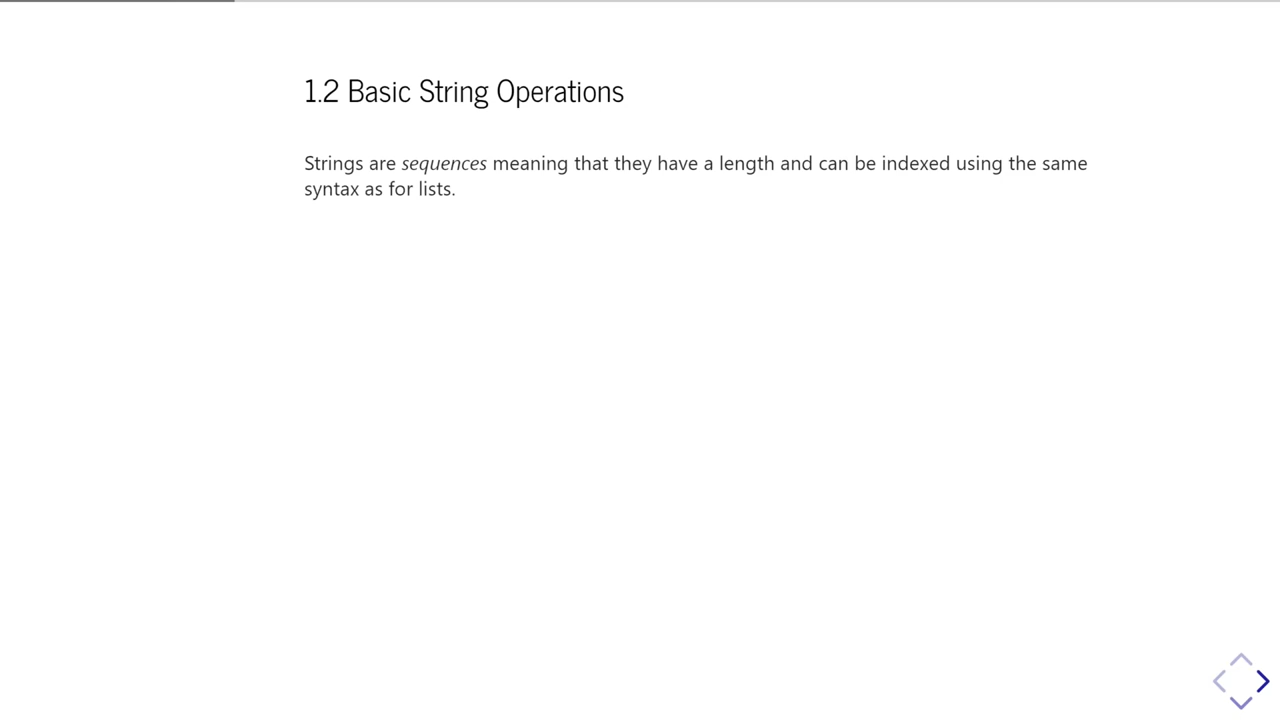 1.2 Basic String Operations
Strings are sequences meaning that they have a length and can be indexed using the same
syntax as for lists.